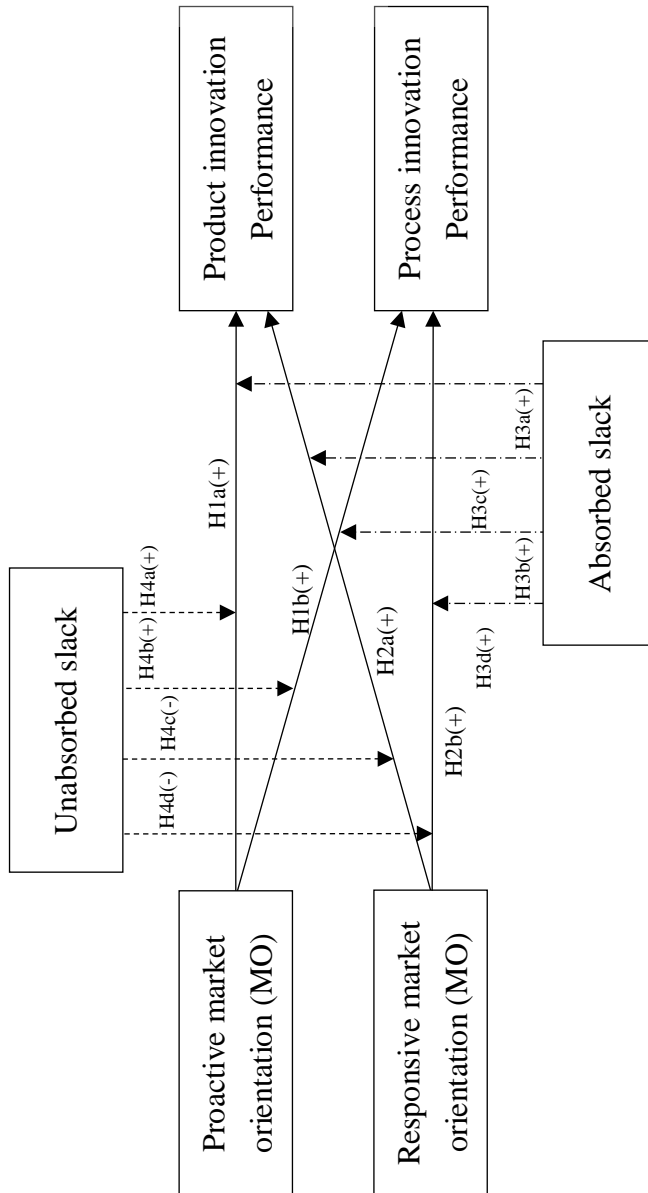 Unabsorbed slack
H4d(-)
H4c(-)
H4b(+)
H4a(+)
Proactive market
orientation (MO)
H1a(+)
Product innovation
Performance
H1b(+)
H2a(+)
Responsive market
orientation (MO)
H2b(+)
Process innovation
Performance
H3d(+)
H3b(+)
H3c(+)
H3a(+)
Absorbed slack